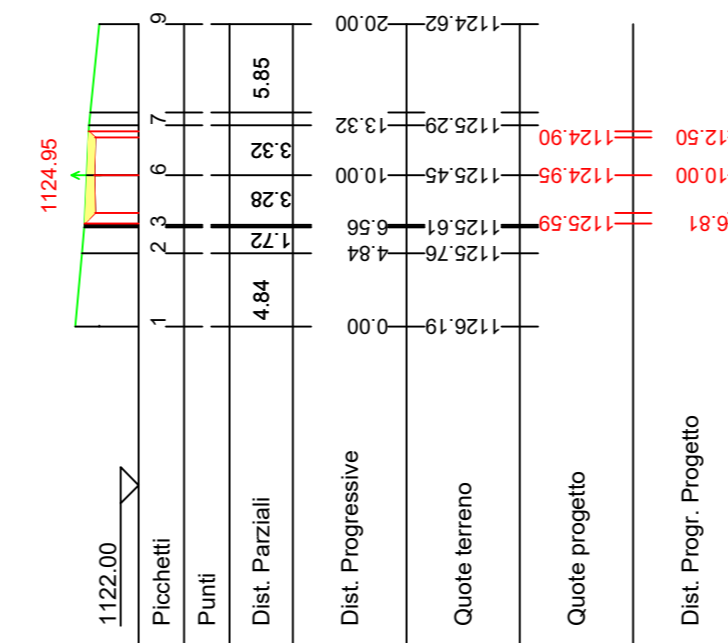 1124.95
1122.00
Picchetti 1 2 3 6 7 9
Punti
Dist. Parziali 4.84 1.72 3.28 3.32 5.85
Dist. Progressive 0.00 4.84 6.56 10.00 13.32 20.00
Quote terreno 1126.19 1125.76 1125.61 1125.45 1125.29 1124.62
Quote progetto 1125.59 1124.95 1124.90
Dist. Progr. Progetto 6.81 10.00 12.50